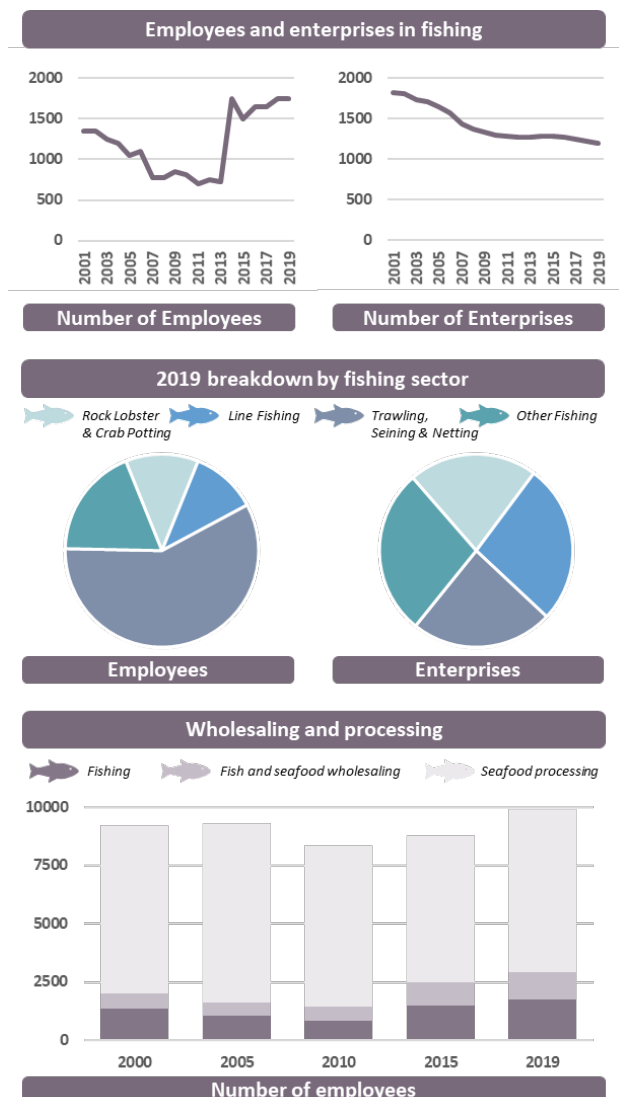 Employees and enterprises in fishing
2000
1500
1000
500
0
2001
2003
2005
2007
2009
2011
2013
2015
2017
2019
Number of Employees
2000
1500
1000
500
0
2001
2003
2005
2007
2009
2011
2013
2015
2017
2019
Number of Enterprises
2019 breakdown by fishing sector
Rock Lobster
& Crab Potting
Line Fishing
Trawling,
Seining & Netting
Other Fishing
Employees
Enterprises
Wholesaling and processing
Fishing
Fish and seafood wholesaling
Seafood processing
10000
7500
5000
2500
0
2000
2005
2010
2015
2019
Number of employees